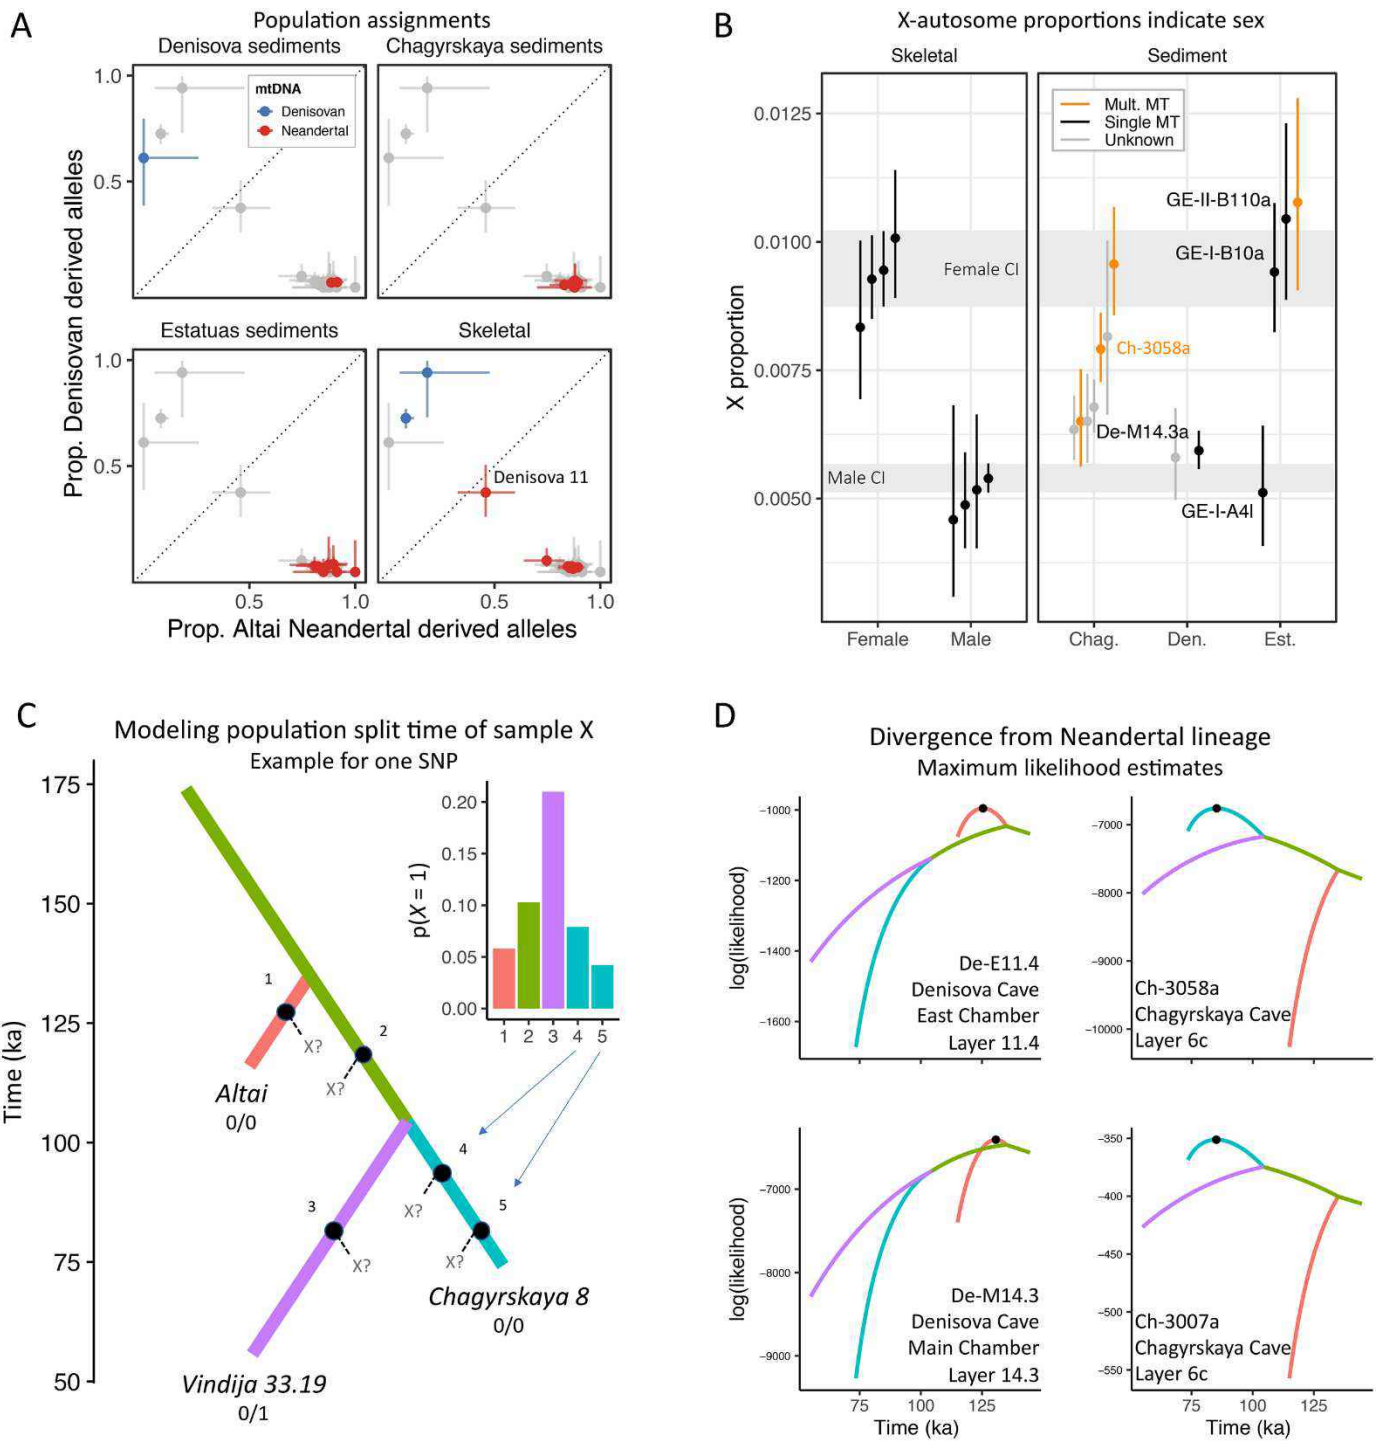 A
Population assignments
Denisova sediments
Chagyrskaya sediments
mtDNA
Denisovan
Neandertal
1.0
0.5
Estatuas sediments
Skeletal
Denisova 11
1.0
0.5
0.5
1.0
0.5
1.0
Prop. Denisovan derived alleles
Prop. Altai Neandertal derived alleles
B
X-autosome proportions indicate sex
Skeletal
Sediment
Mult. MT
Single MT
Unknown
0.0125
0.0100
0.0075
0.0050
X proportion
Female CI
Male CI
GE-II-B110a
GE-I-B10a
Ch-3058a
De-M14.3a
GE-I-A4l
Female
Male
Chag.
Den.
Est.
C
Modeling population split time of sample X
Example for one SNP
175
150
125
100
75
50
Time (ka)
p(X = 1)
0.20
0.15
0.10
0.05
0.00
1
2
3
4
5
1
2
3
4
5
X?
X?
X?
X?
X?
Altai
0/0
Chagyrskaya 8
0/0
Vindija 33.19
0/1
D
Divergence from Neandertal lineage
Maximum likelihood estimates
log(likelihood)
−1000
−1200
−1400
−1600
De-E11.4
Denisova Cave
East Chamber
Layer 11.4
−7000
−8000
−9000
−10000
Ch-3058a
Chagyrskaya Cave
Layer 6c
log(likelihood)
−7000
−8000
−9000
De-M14.3
Denisova Cave
Main Chamber
Layer 14.3
75
100
125
Time (ka)
−350
−400
−450
−500
−550
Ch-3007a
Chagyrskaya Cave
Layer 6c
75
100
125
Time (ka)